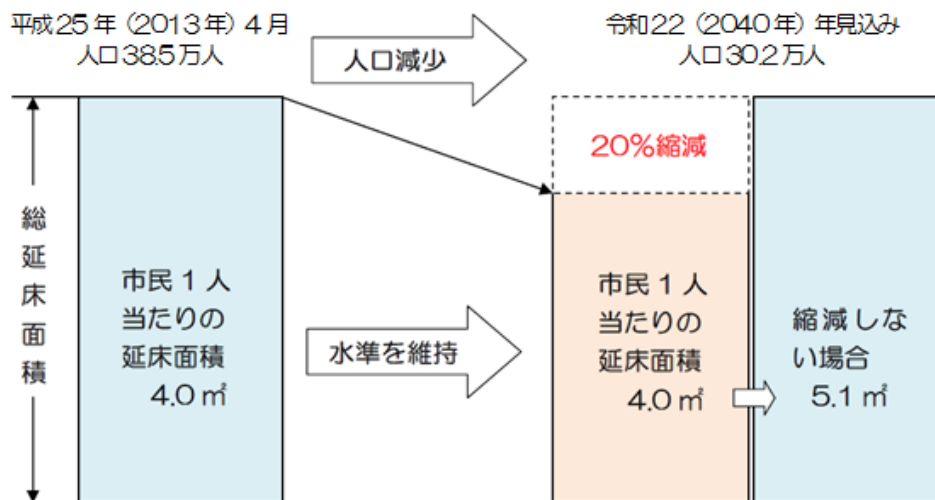 平成25年（2013年）4月
人口38.5万人
人口減少
令和22（2040年）年見込み
人口30.2万人
20%縮減
総延床面積
市民1人
当たりの
延床面積
4.0㎡
水準を維持
市民1人
当たりの
延床面積
4.0㎡
縮減しな
い場合
5.1㎡